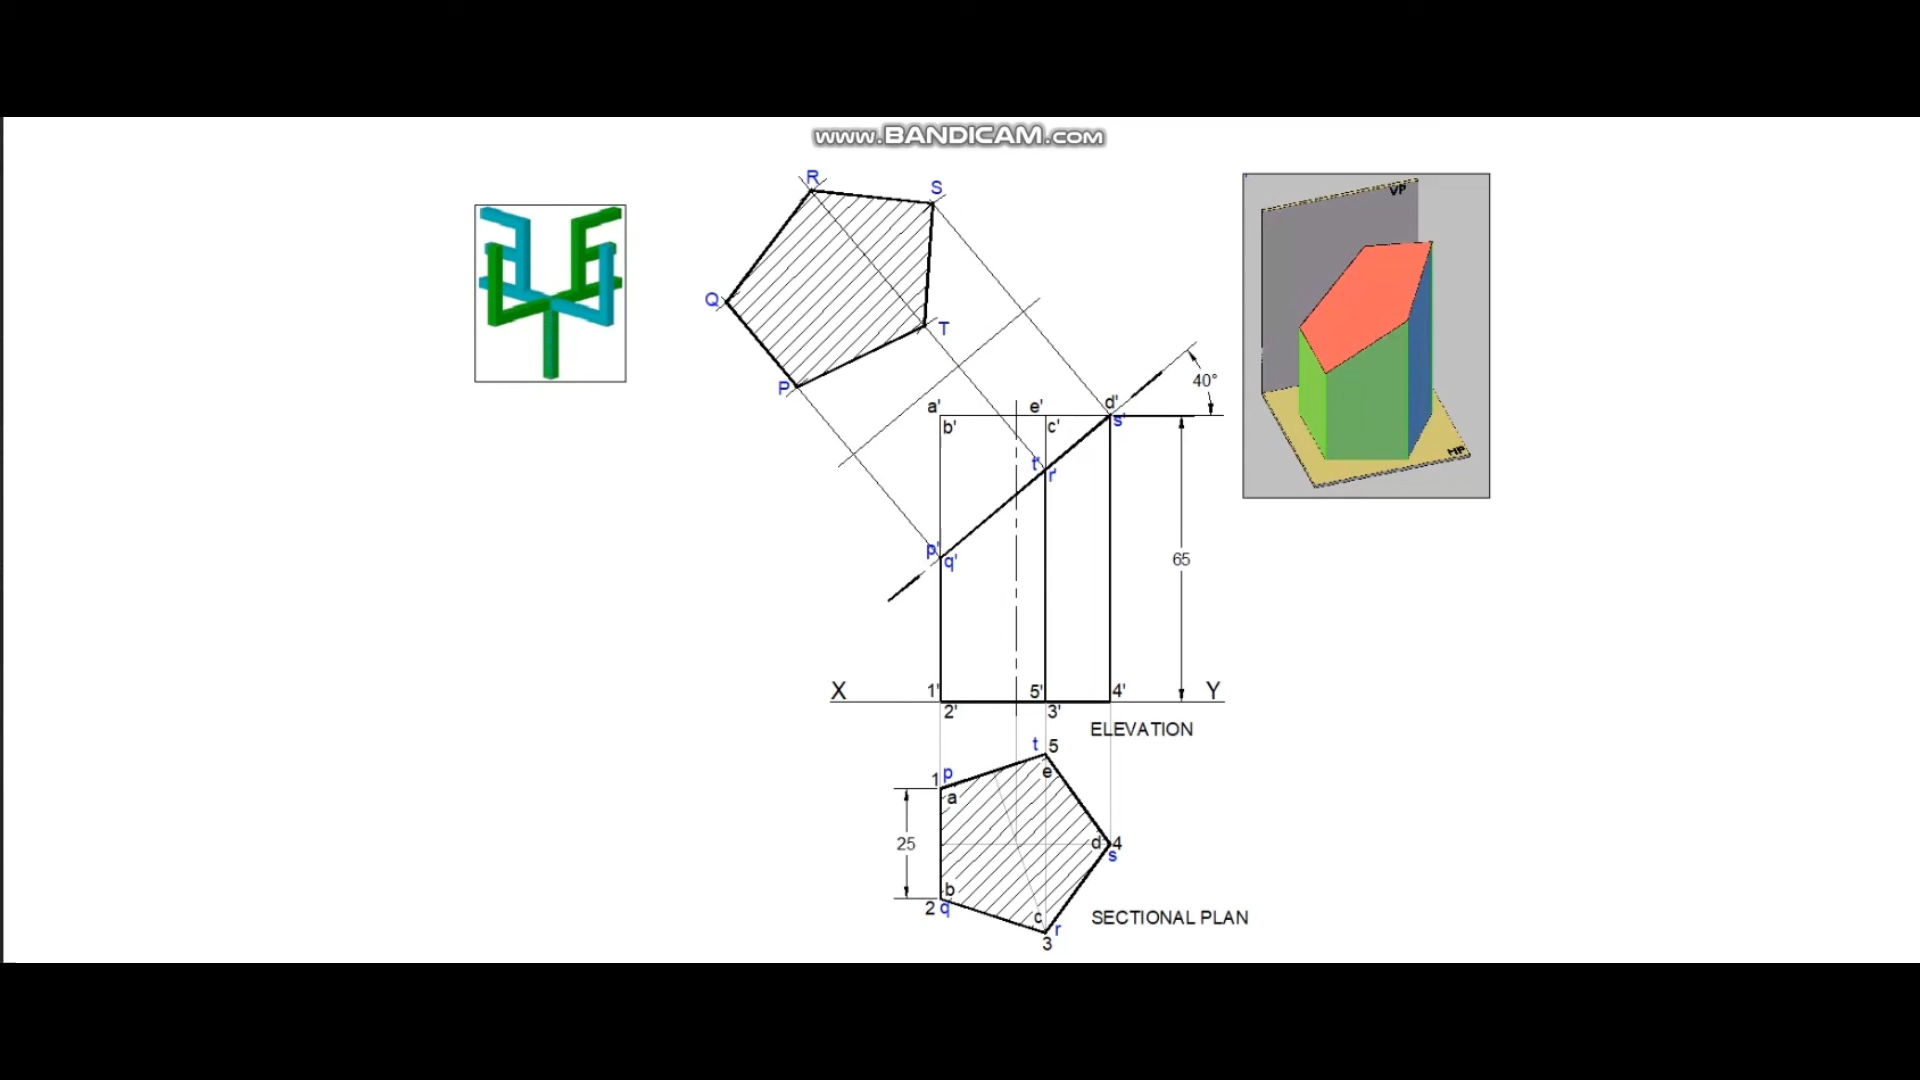 www.BANDICAM.com
R
S
VP
Q
T
P
40°
a'
e'
d'
b'
c'
s'
t'
r'
MP
p'
q'
65
X
1'
5'
4'
Y
2'
3'
ELEVATION
t 5
1 p
e
a
25
d 4
s
b
2 q
c
r
3
SECTIONAL PLAN